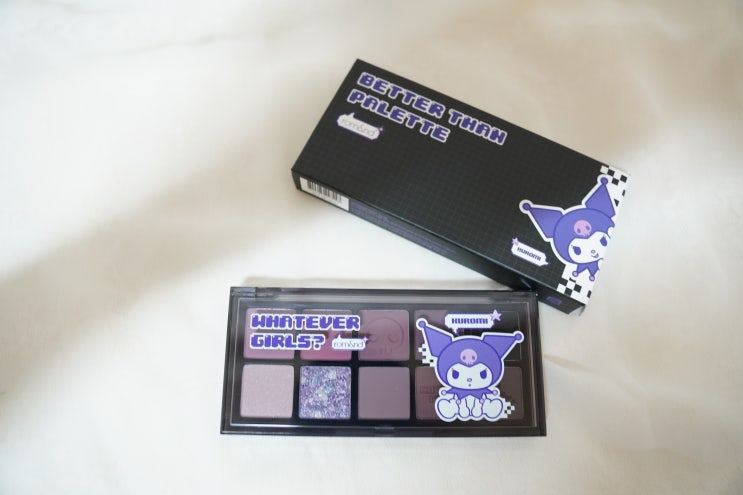 BETTER THAN
PALETTE
rom&nd
KUROMI
WHATEVER
GIRLS?
rom&nd
KUROMI